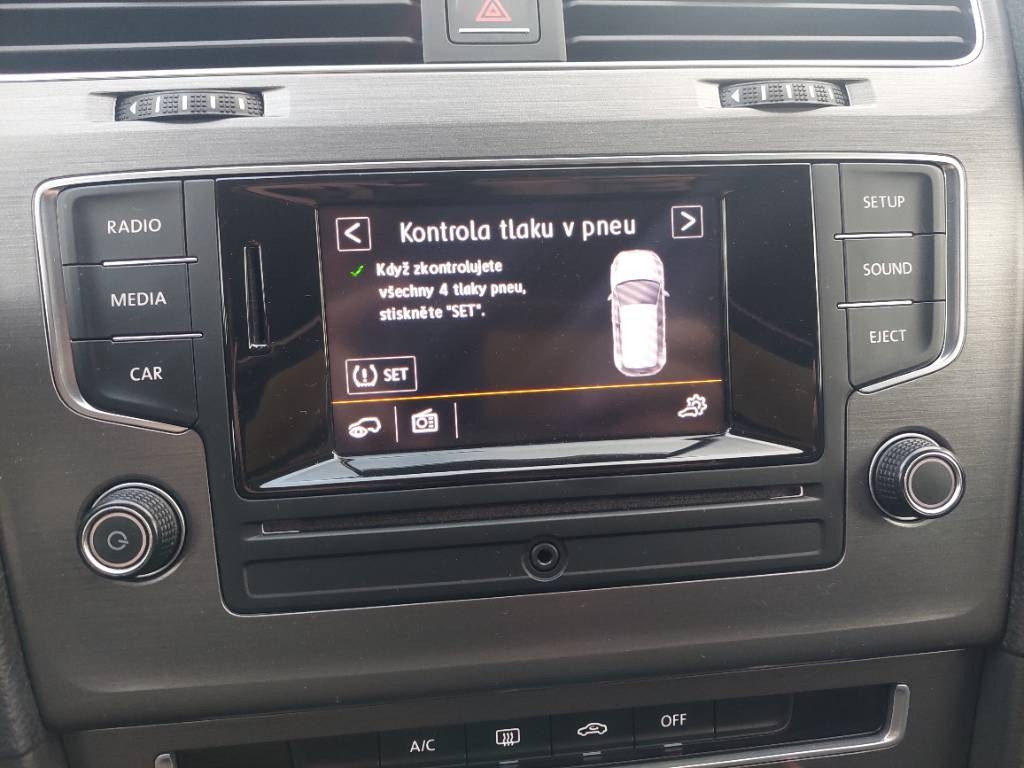 RADIO
MEDIA
CAR
Kontrola tlaku v pneu
Když zkontrolujete
všechny 4 tlaky pneu,
stiskněte "SET".
SET
SETUP
SOUND
EJECT
A/C
OFF